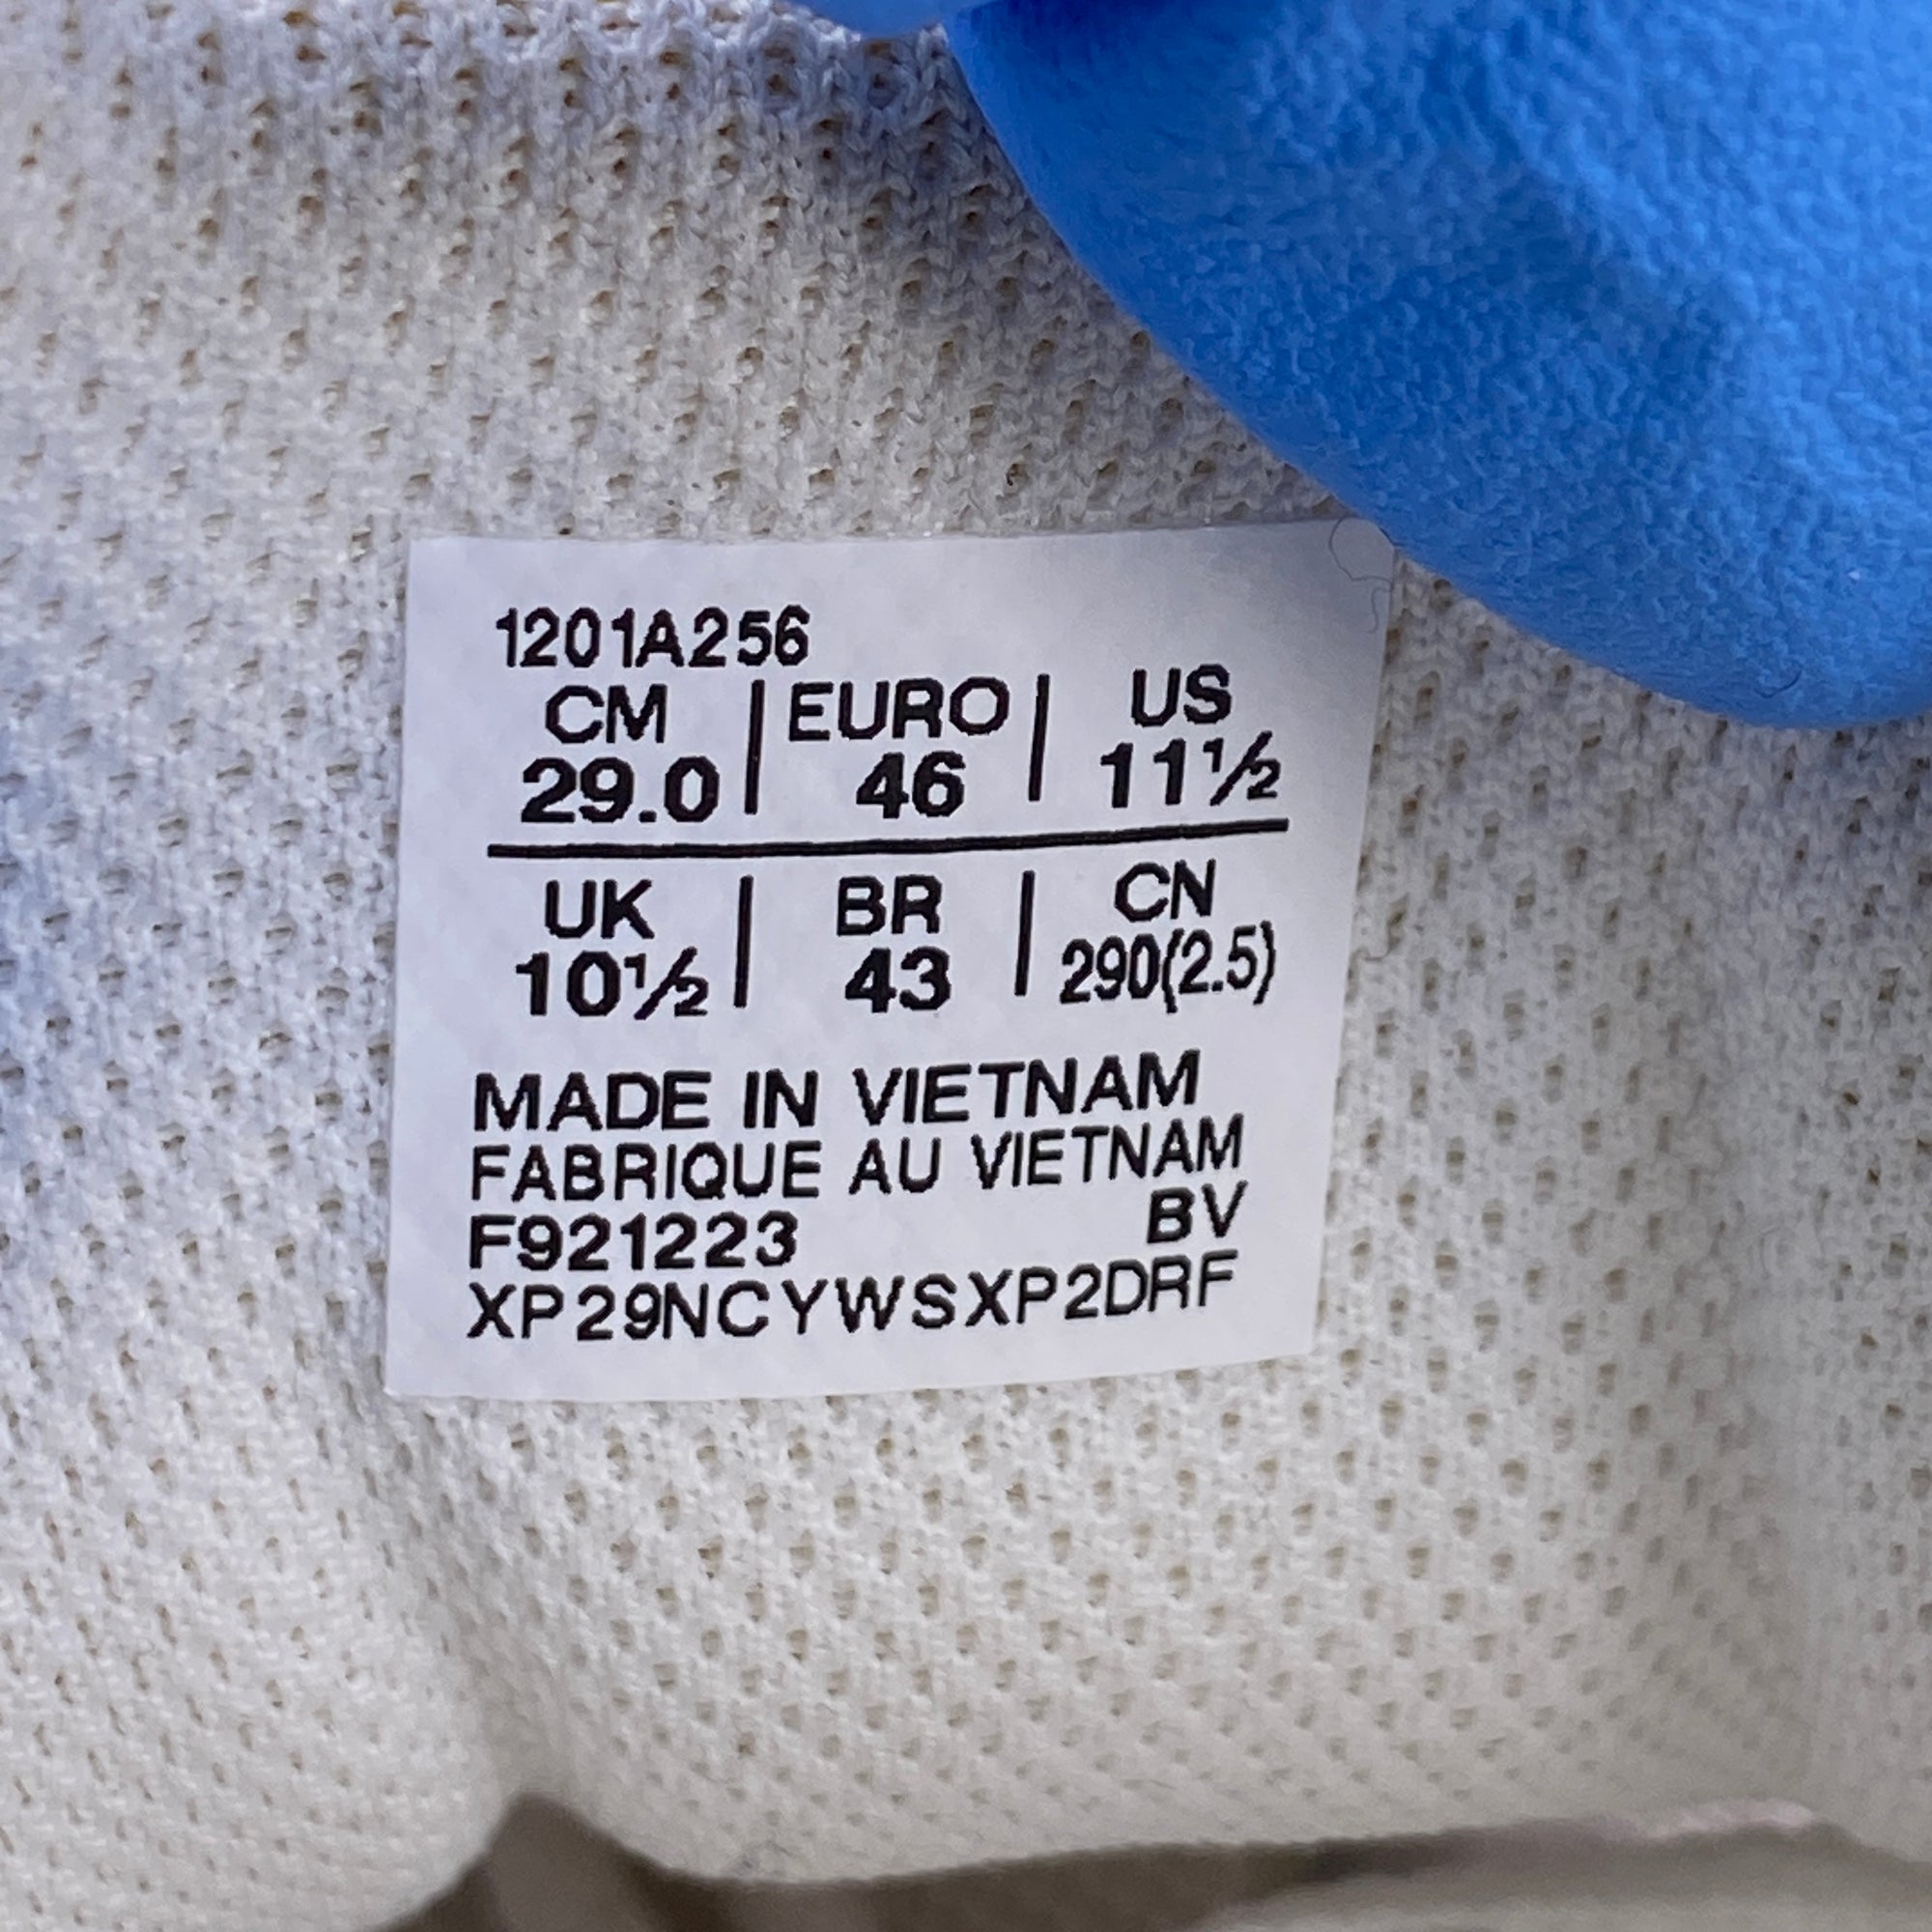 1201A256
CM | EURO | US
29.0 | 46 | 11½
UK | BR | CN
10½ | 43 | 290(2.5)
MADE IN VIETNAM
FABRIQUE AU VIETNAM
F921223 BV
XP29NCYWSXP2DRF